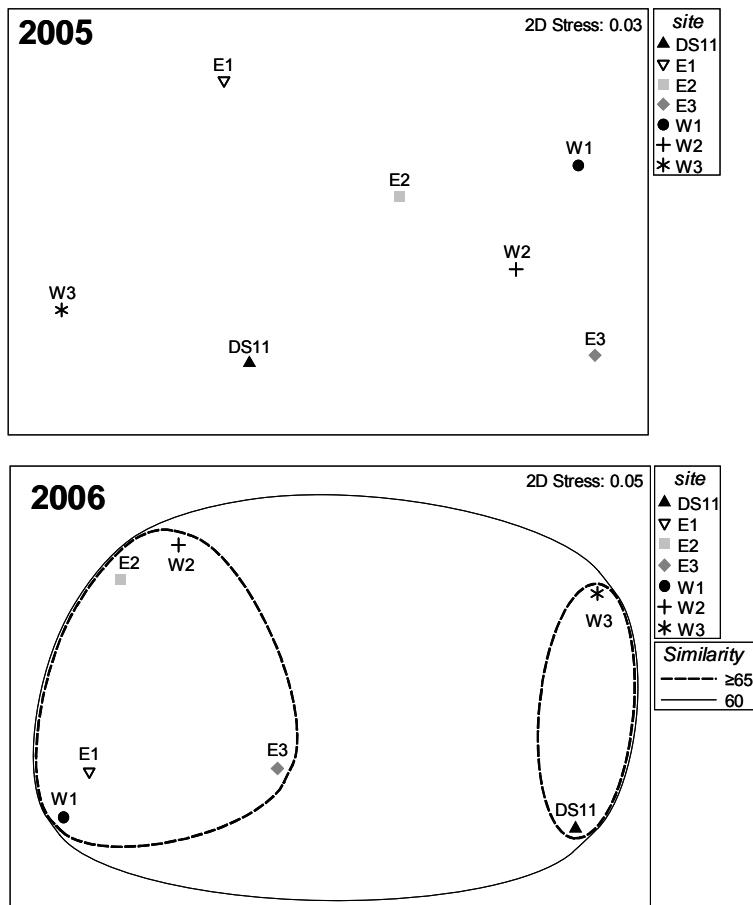 2005
2D Stress: 0.03
E1
W1
E2
W2
W3
E3
DS11
site
DS11
E1
E2
E3
W1
W2
W3
2006
2D Stress: 0.05
E2
W2
W3
E1
E3
W1
DS11
site
DS11
E1
E2
E3
W1
W2
W3
Similarity
≥65
60